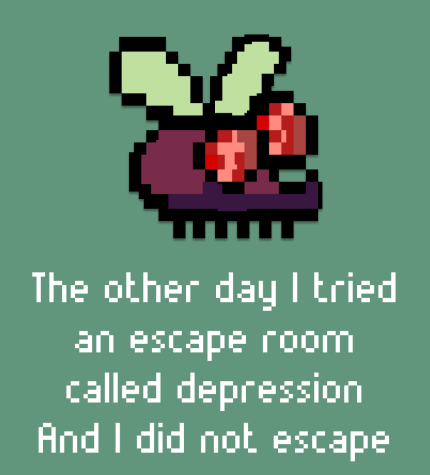 The other day I tried
an escape room
called depression
And I did not escape